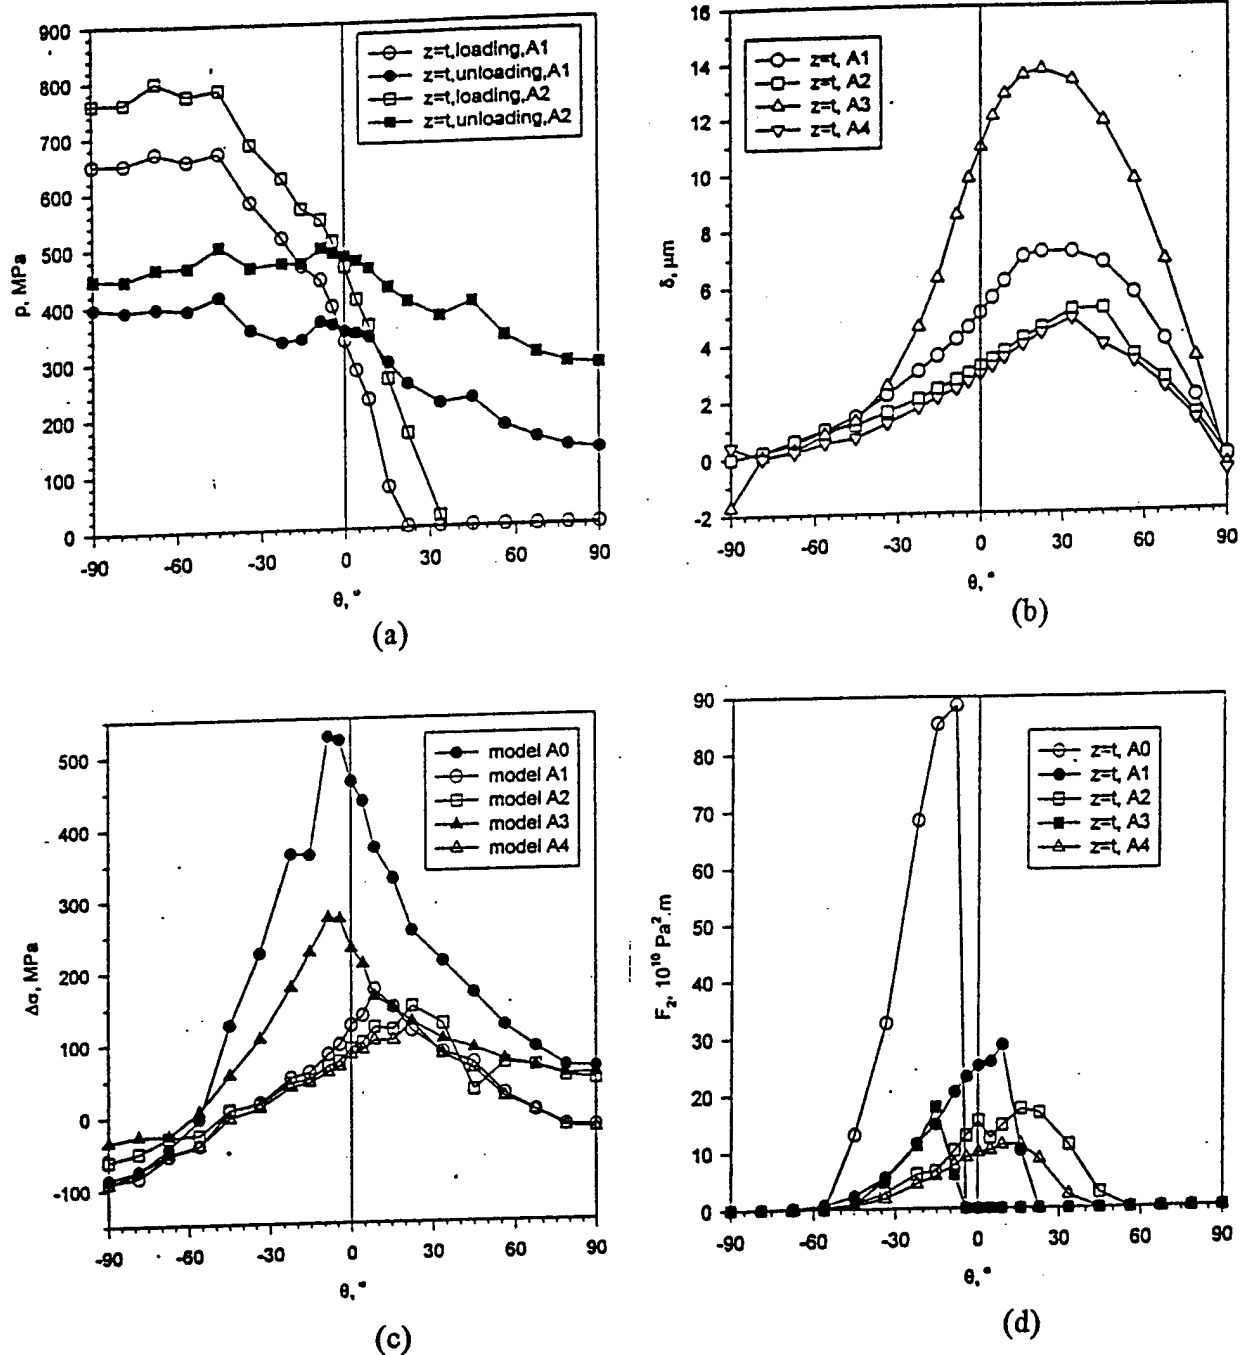 900
800
700
600
500
400
300
200
100
0
p, MPa
z=t,loading,A1
z=t,unloading,A1
z=t,loading,A2
z=t,unloading,A2
-90 -60 -30 0 30 60 90
θ, °
(a)
16
14
12
10
8
6
4
2
0
-2
δ, μm
z=t, A1
z=t, A2
z=t, A3
z=t, A4
-90 -60 -30 0 30 60 90
θ, °
(b)
500
400
300
200
100
0
-100
Δσ, MPa
model A0
model A1
model A2
model A3
model A4
-90 -60 -30 0 30 60 90
θ, °
(c)
90
80
70
60
50
40
30
20
10
0
F₂, 10¹⁰ Pa².m
z=t, A0
z=t, A1
z=t, A2
z=t, A3
z=t, A4
-90 -60 -30 0 30 60 90
θ, °
(d)